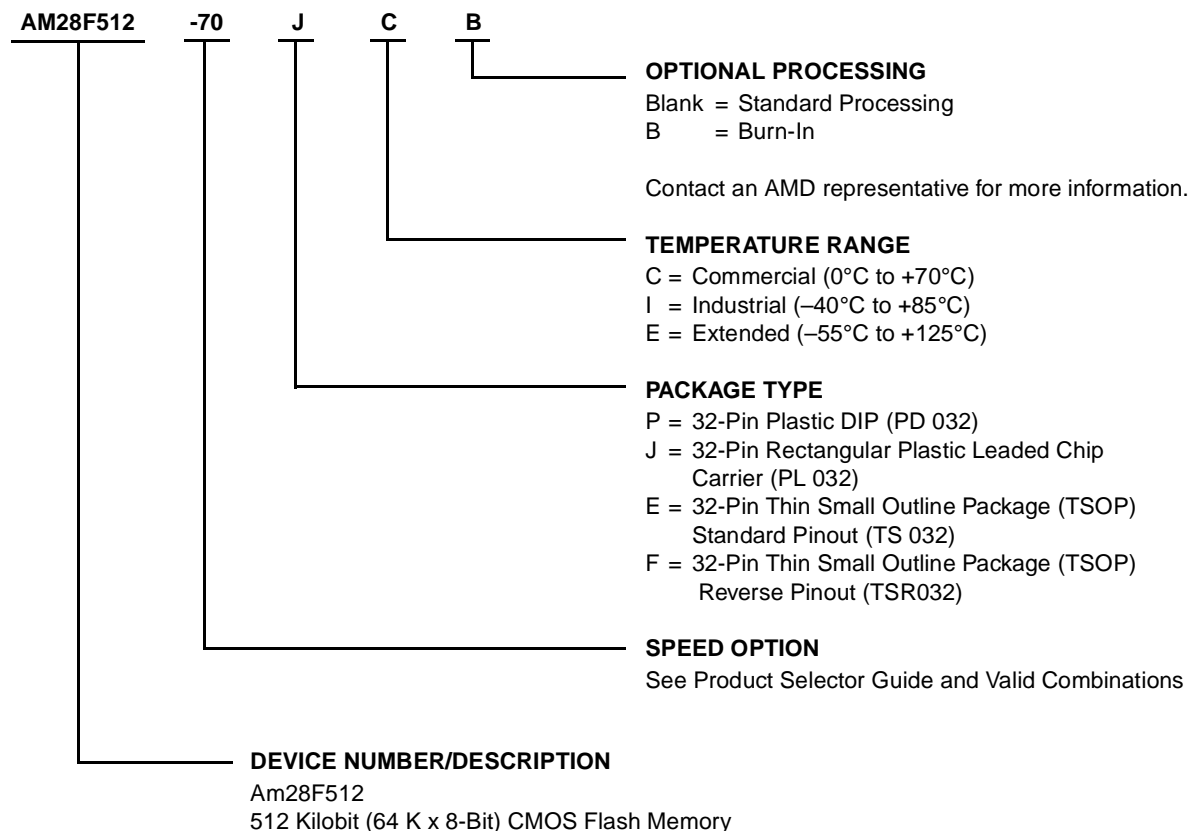 AM28F512 -70 J C B
OPTIONAL PROCESSING
Blank = Standard Processing
B = Burn-In
Contact an AMD representative for more information.
TEMPERATURE RANGE
C = Commercial (0°C to +70°C)
I = Industrial (–40°C to +85°C)
E = Extended (–55°C to +125°C)
PACKAGE TYPE
P = 32-Pin Plastic DIP (PD 032)
J = 32-Pin Rectangular Plastic Leaded Chip
Carrier (PL 032)
E = 32-Pin Thin Small Outline Package (TSOP)
Standard Pinout (TS 032)
F = 32-Pin Thin Small Outline Package (TSOP)
Reverse Pinout (TSR032)
SPEED OPTION
See Product Selector Guide and Valid Combinations
DEVICE NUMBER/DESCRIPTION
Am28F512
512 Kilobit (64 K x 8-Bit) CMOS Flash Memory